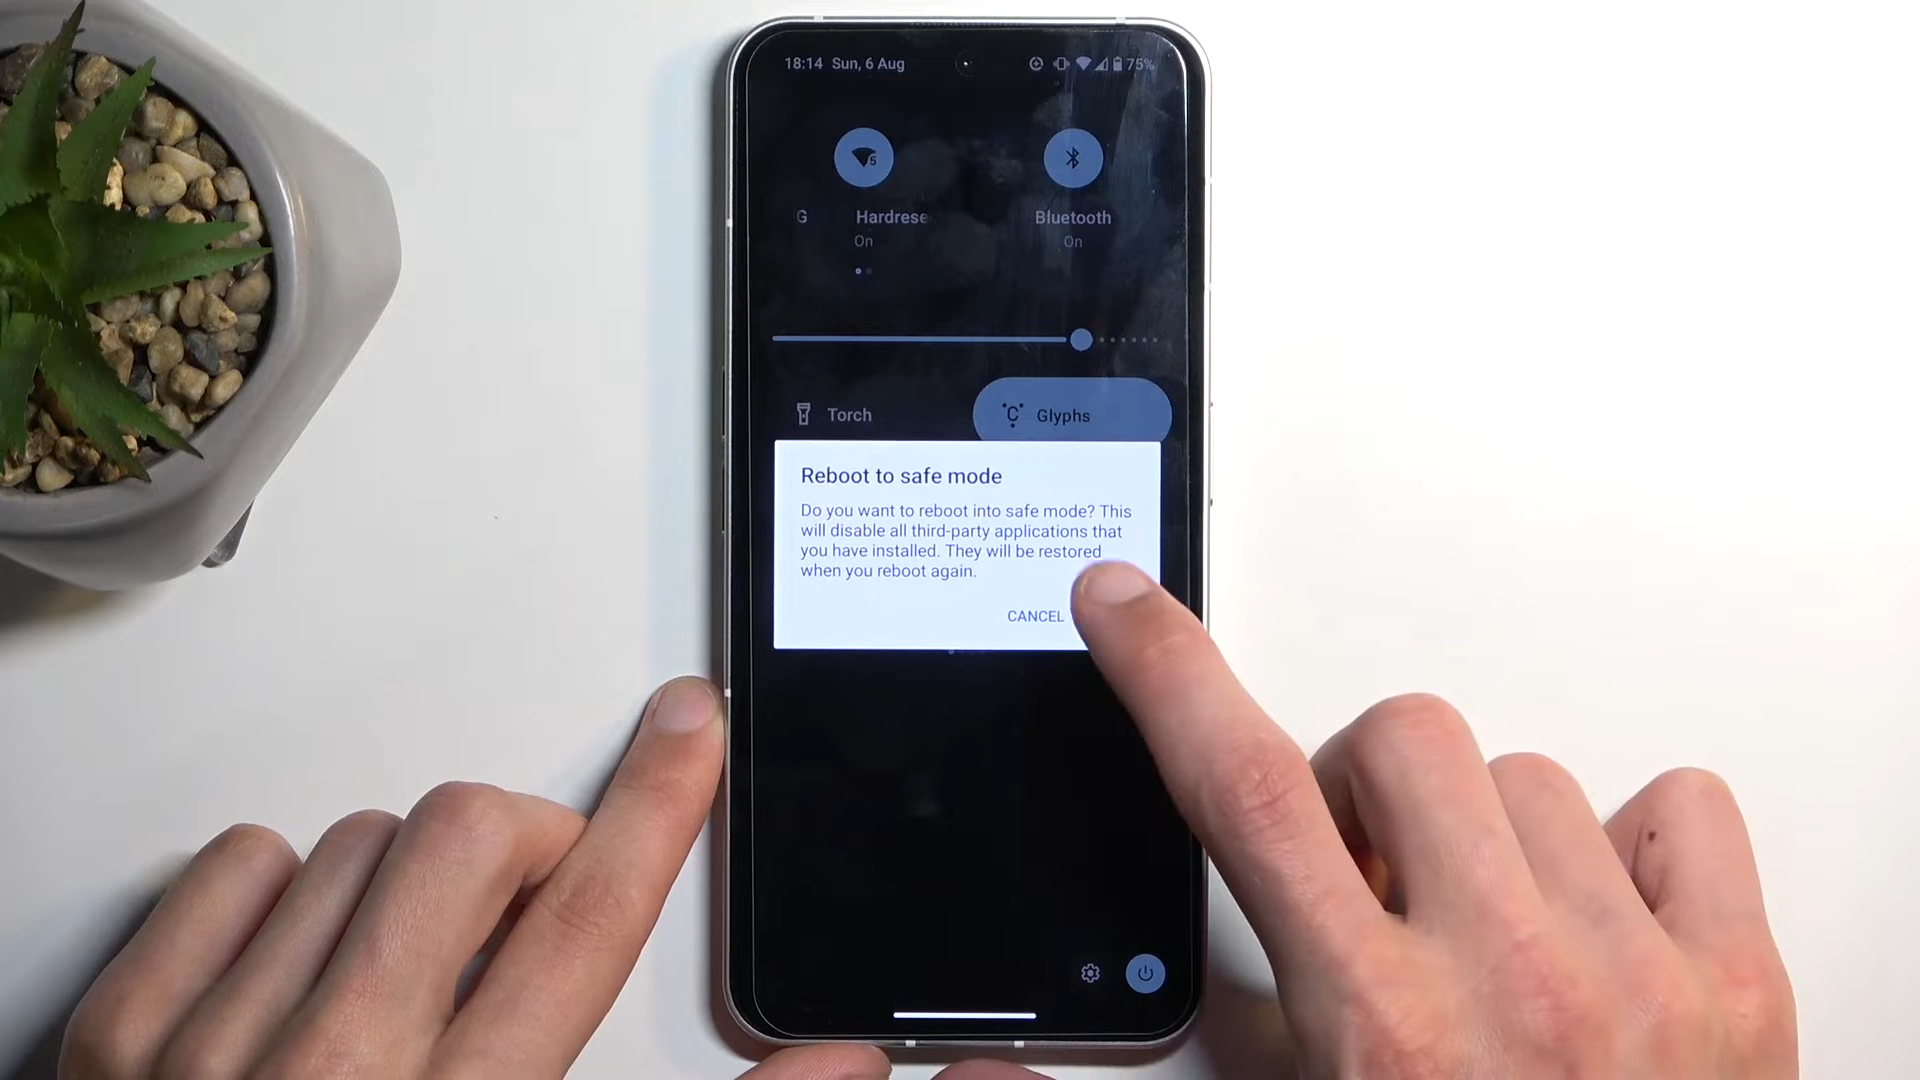 18:14 Sun, 6 Aug 75%
G Hardrese Bluetooth
On On
Torch Glyphs
Reboot to safe mode
Do you want to reboot into safe mode? This
will disable all third-party applications that
you have installed. They will be restored
when you reboot again.
CANCEL